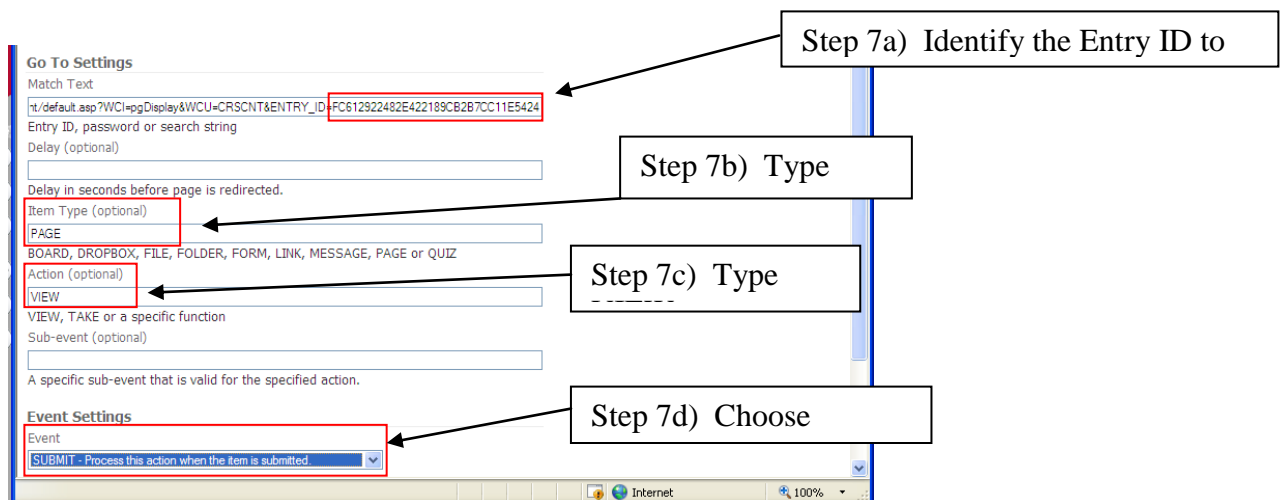 Step 7a) Identify the Entry ID to
Go To Settings
Match Text
nt/default.asp?WCI=pgDisplay&WCU=CRSCNT&ENTRY_ID=FC612922482E422189CB2B7CC11E5424
Entry ID, password or search string
Delay (optional)
Step 7b) Type
Delay in seconds before page is redirected.
Item Type (optional)
PAGE
BOARD, DROPBOX, FILE, FOLDER, FORM, LINK, MESSAGE, PAGE or QUIZ
Step 7c) Type
Action (optional)
VIEW
VIEW, TAKE or a specific function
Sub-event (optional)
A specific sub-event that is valid for the specified action.
Step 7d) Choose
Event Settings
Event
SUBMIT - Process this action when the item is submitted.
Internet
100%